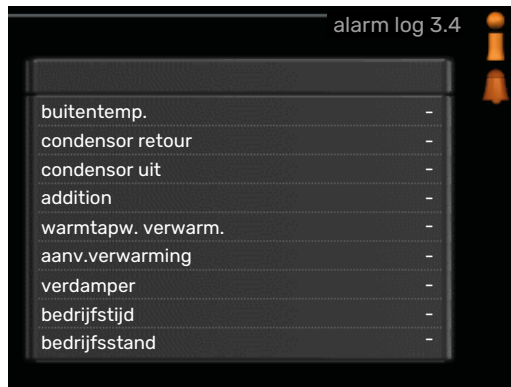 alarm log 3.4
buitentemp. -
condensor retour -
condensor uit -
addition -
warmtapw. verwarm. -
aanv.verwarming -
verdamper -
bedrijfstijd -
bedrijfsstand -